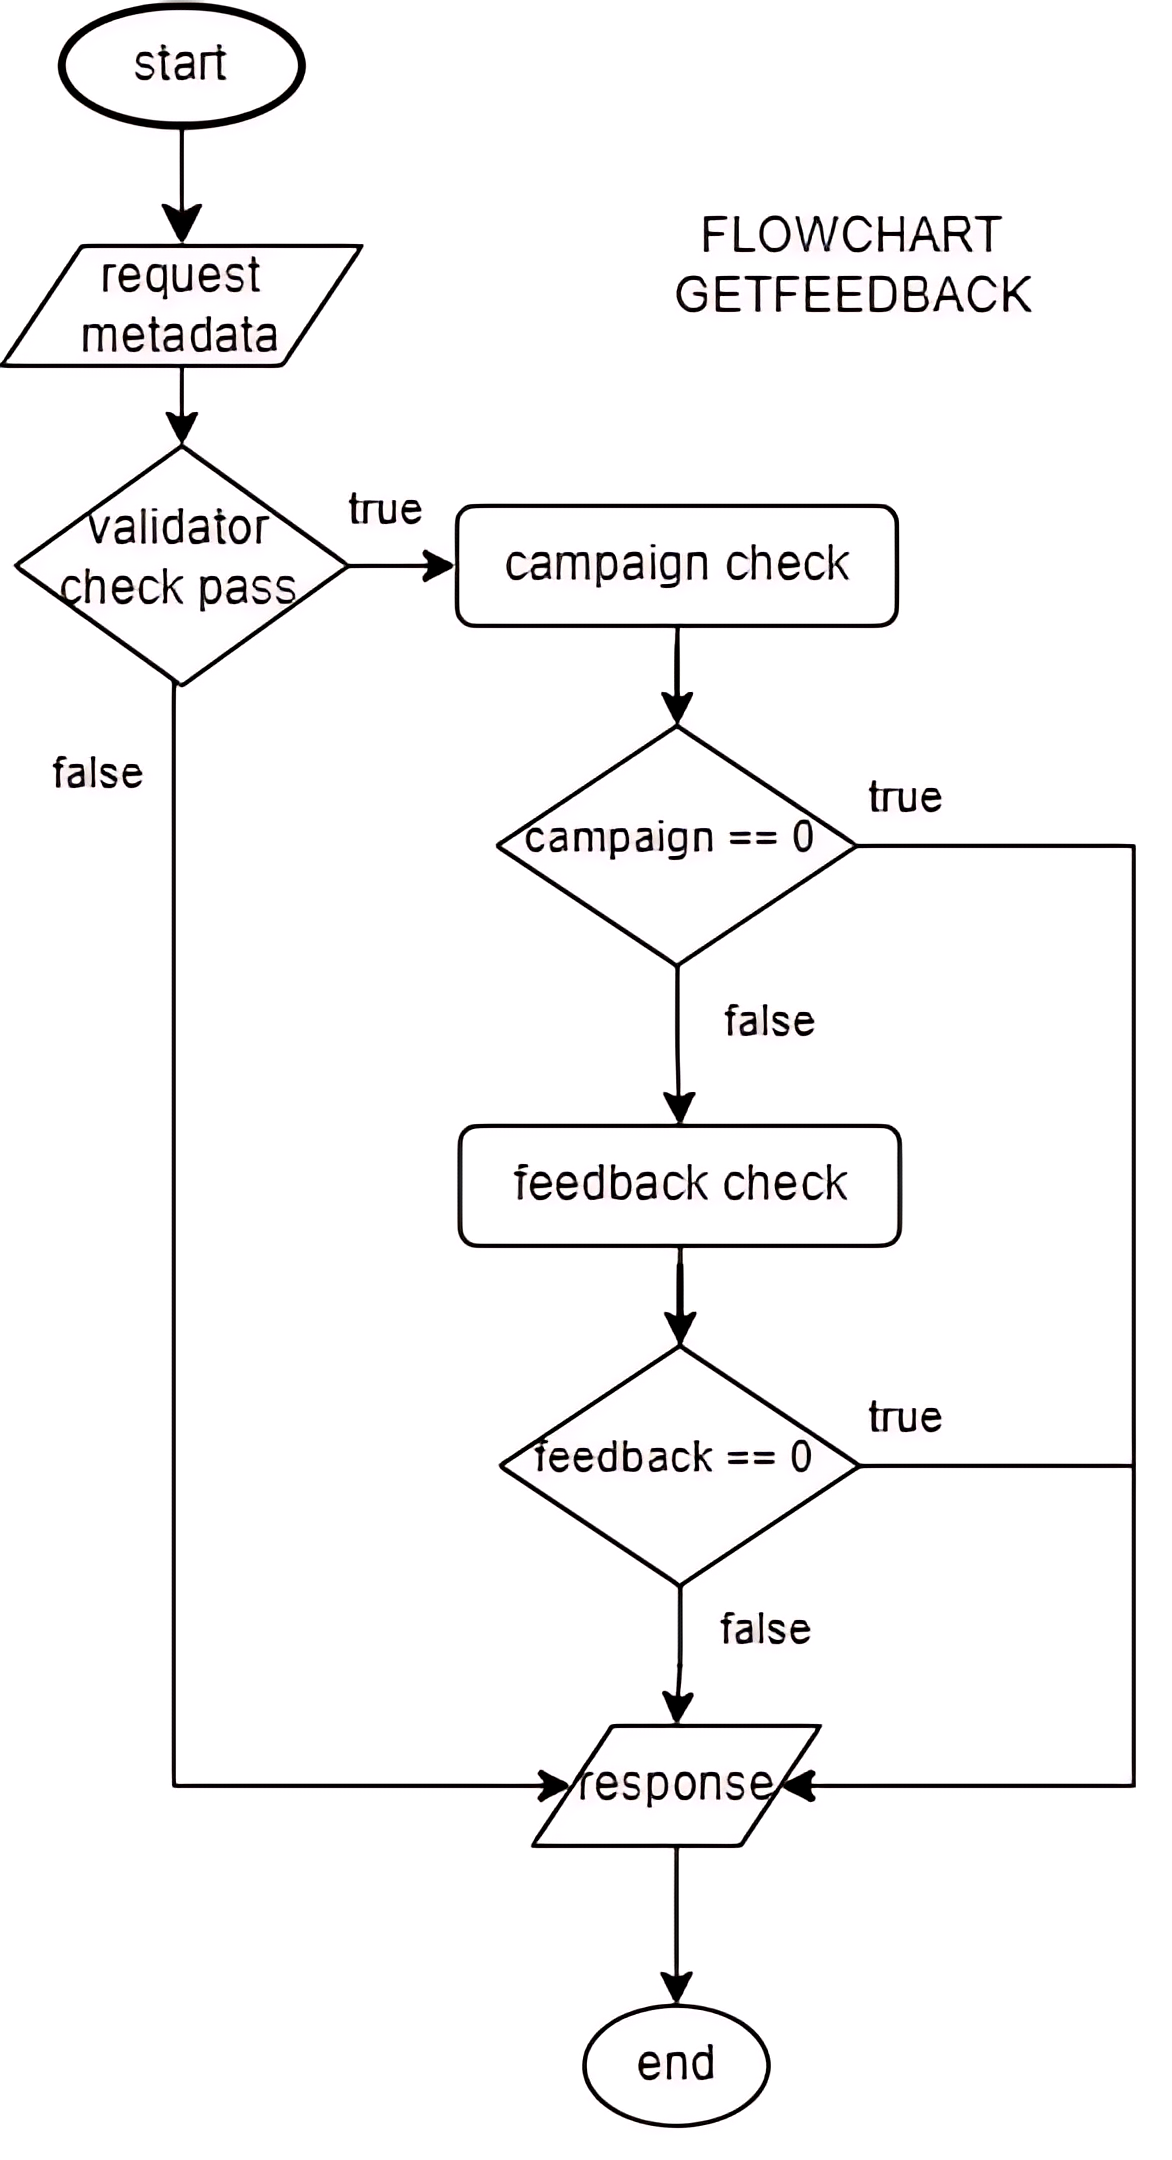 start
FLOWCHART
GETFEEDBACK
request
metadata
validator
check pass
true
campaign check
false
campaign == 0
true
false
feedback check
feedback == 0
true
false
response
end